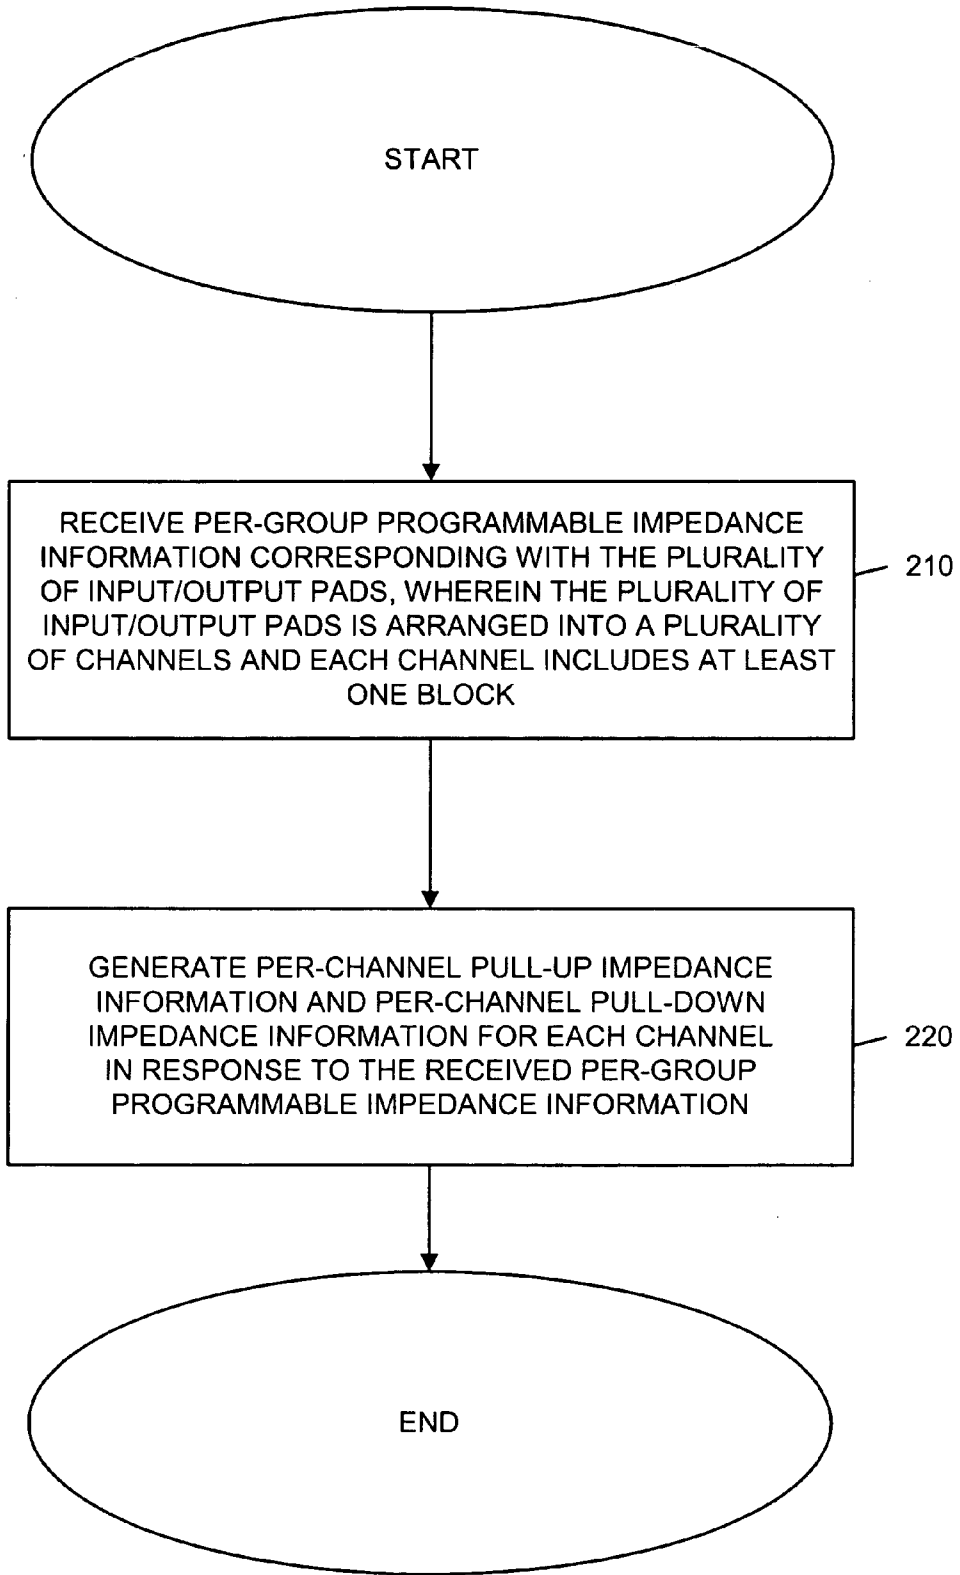 START
RECEIVE PER-GROUP PROGRAMMABLE IMPEDANCE
INFORMATION CORRESPONDING WITH THE PLURALITY
OF INPUT/OUTPUT PADS, WHEREIN THE PLURALITY OF
INPUT/OUTPUT PADS IS ARRANGED INTO A PLURALITY
OF CHANNELS AND EACH CHANNEL INCLUDES AT LEAST
ONE BLOCK
210
GENERATE PER-CHANNEL PULL-UP IMPEDANCE
INFORMATION AND PER-CHANNEL PULL-DOWN
IMPEDANCE INFORMATION FOR EACH CHANNEL
IN RESPONSE TO THE RECEIVED PER-GROUP
PROGRAMMABLE IMPEDANCE INFORMATION
220
END